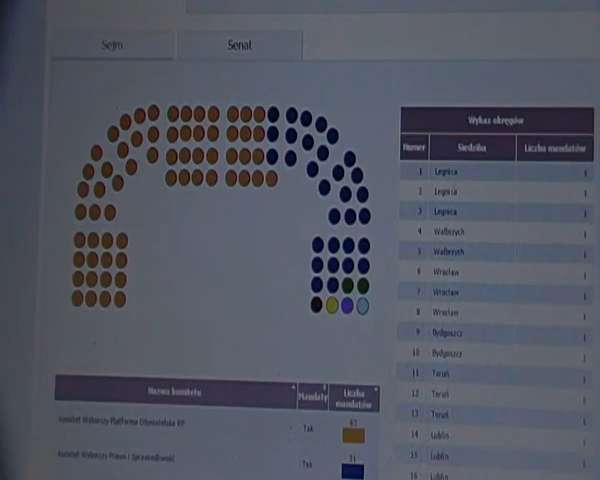 Sejm
Senat
Wykaz okręgów
Numer Siedziba Liczba mandatów
1 Legnica 1
2 Legnica 1
3 Legnica 1
4 Wałbrzych 1
5 Wałbrzych 1
6 Wrocław 1
7 Wrocław 1
8 Wrocław 1
9 Bydgoszcz 1
10 Bydgoszcz 1
11 Toruń 1
12 Toruń 1
13 Toruń 1
14 Lublin 1
15 Lublin 1
16 Lublin
Nazwa komitetu Mandaty Liczba mandatów
Komitet Wyborczy Platforma Obywatelska RP Tak 63
Komitet Wyborczy Prawo i Sprawiedliwość Tak 31